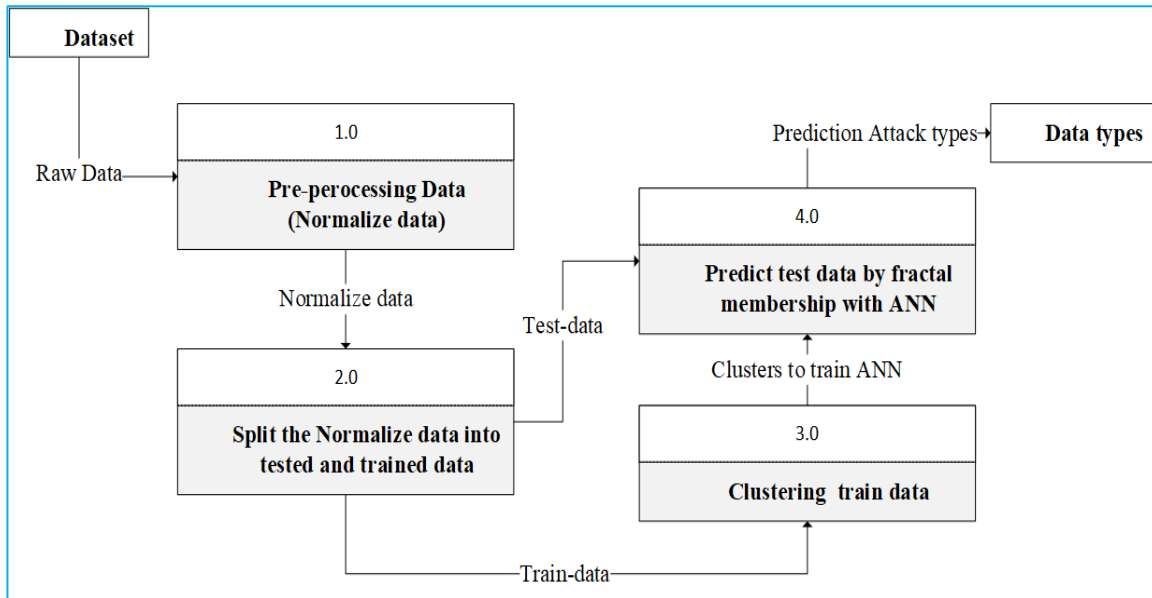 Dataset
Raw Data
1.0
Pre-perocessing Data
(Normalize data)
Normalize data
2.0
Split the Normalize data into
tested and trained data
Test-data
Train-data
3.0
Clustering train data
Clusters to train ANN
4.0
Predict test data by fractal
membership with ANN
Prediction Attack types
Data types